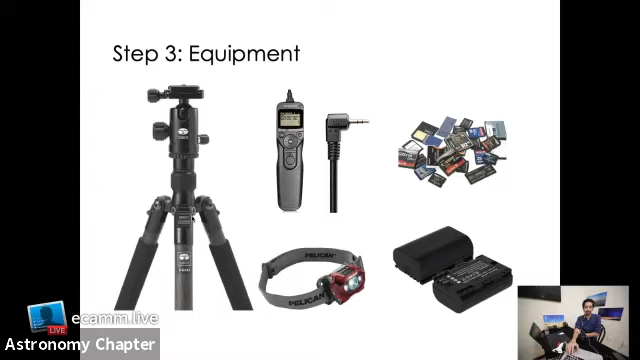 Step 3: Equipment
PELICAN
PELICAN
LIVE
ecamm.live
Astronomy Chapter